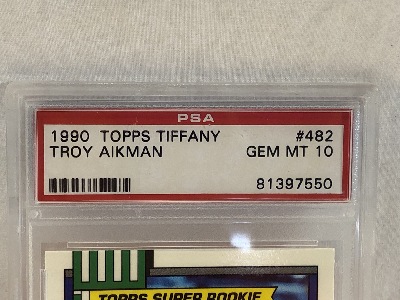 PSA
1990 TOPPS TIFFANY #482
TROY AIKMAN GEM MT 10
81397550
TOPPS SUPER ROOKIE